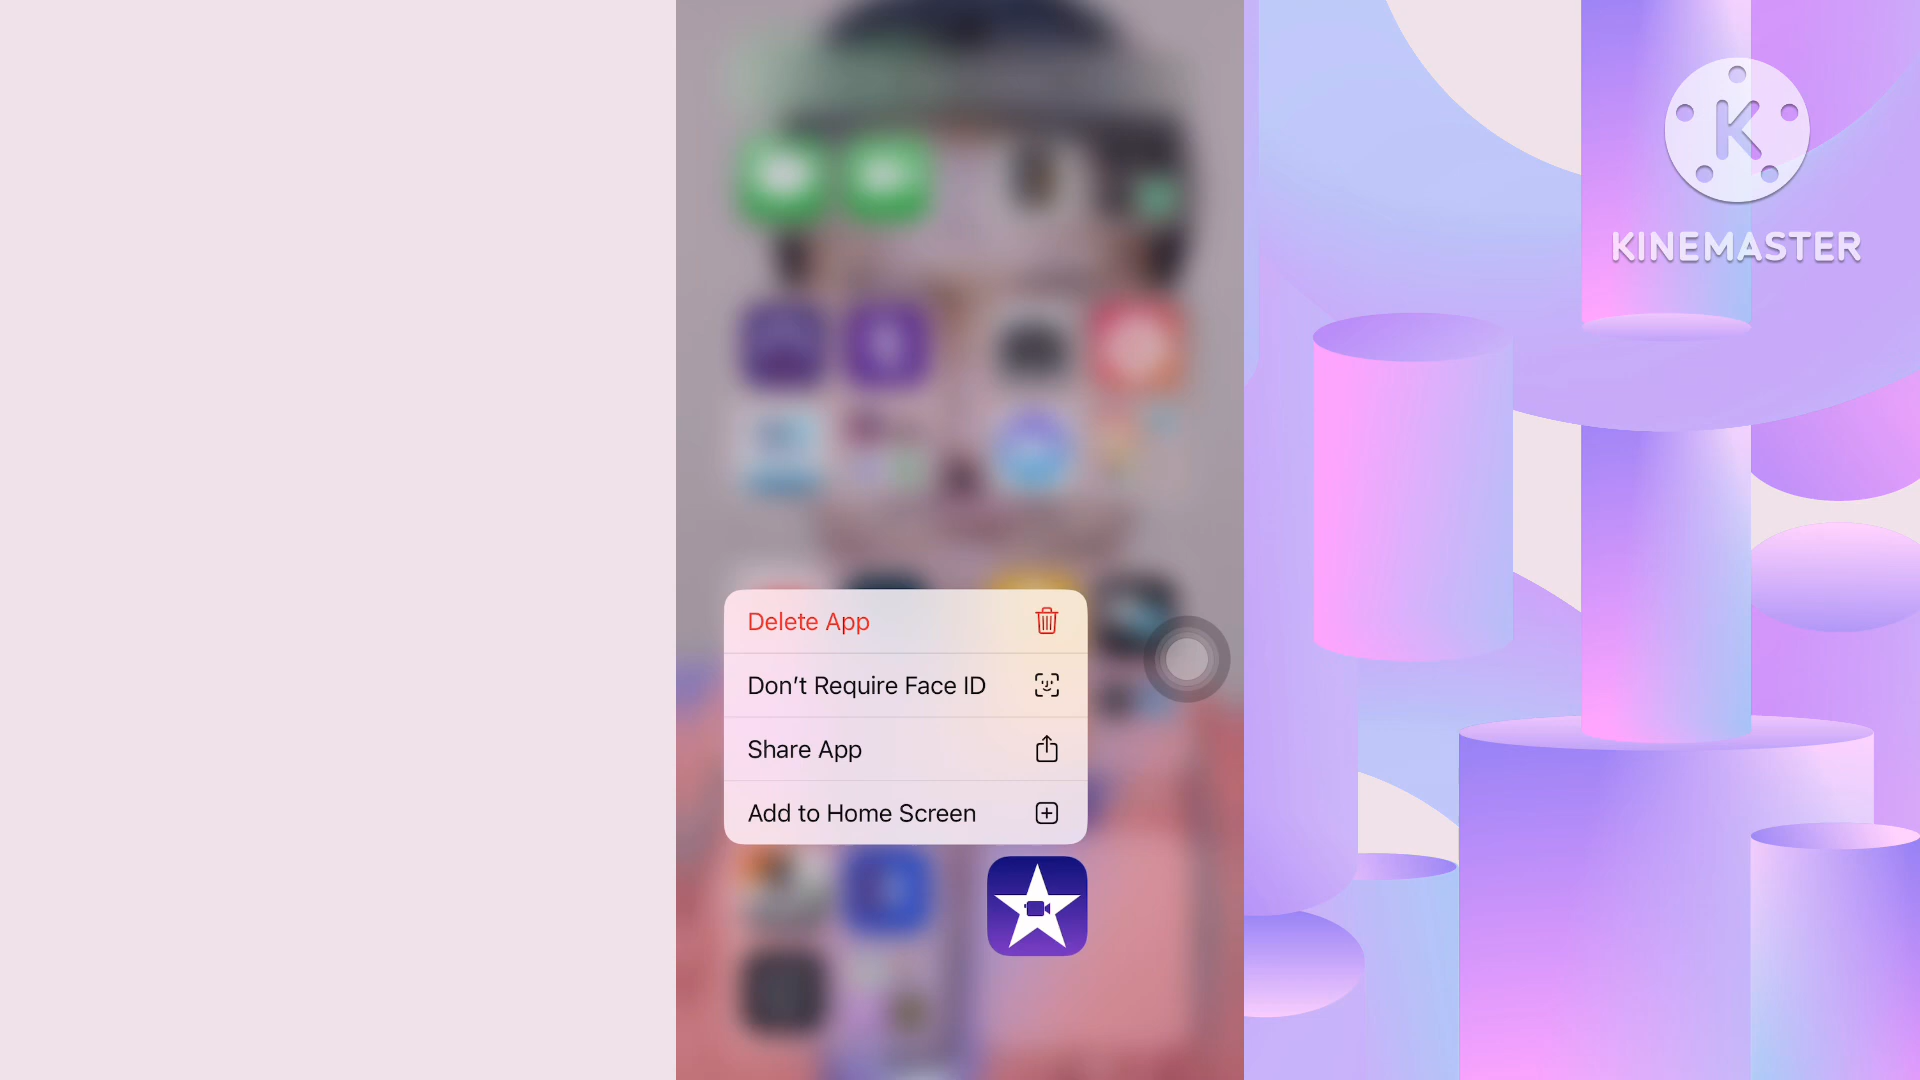 KINEMASTER
Delete App
Don’t Require Face ID
Share App
Add to Home Screen